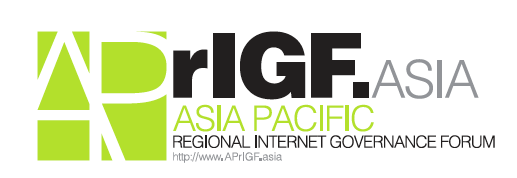 APrIGF.ASIA
ASIA PACIFIC
REGIONAL INTERNET GOVERNANCE FORUM
http://www.APrIGF.asia